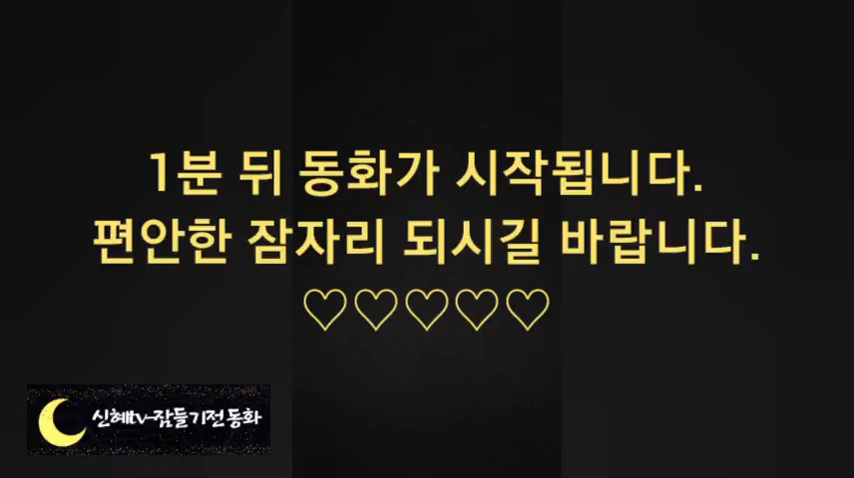 1분 뒤 동화가 시작됩니다.
편안한 잠자리 되시길 바랍니다.
♡♡♡♡♡
신혜tv-잠들기전 동화